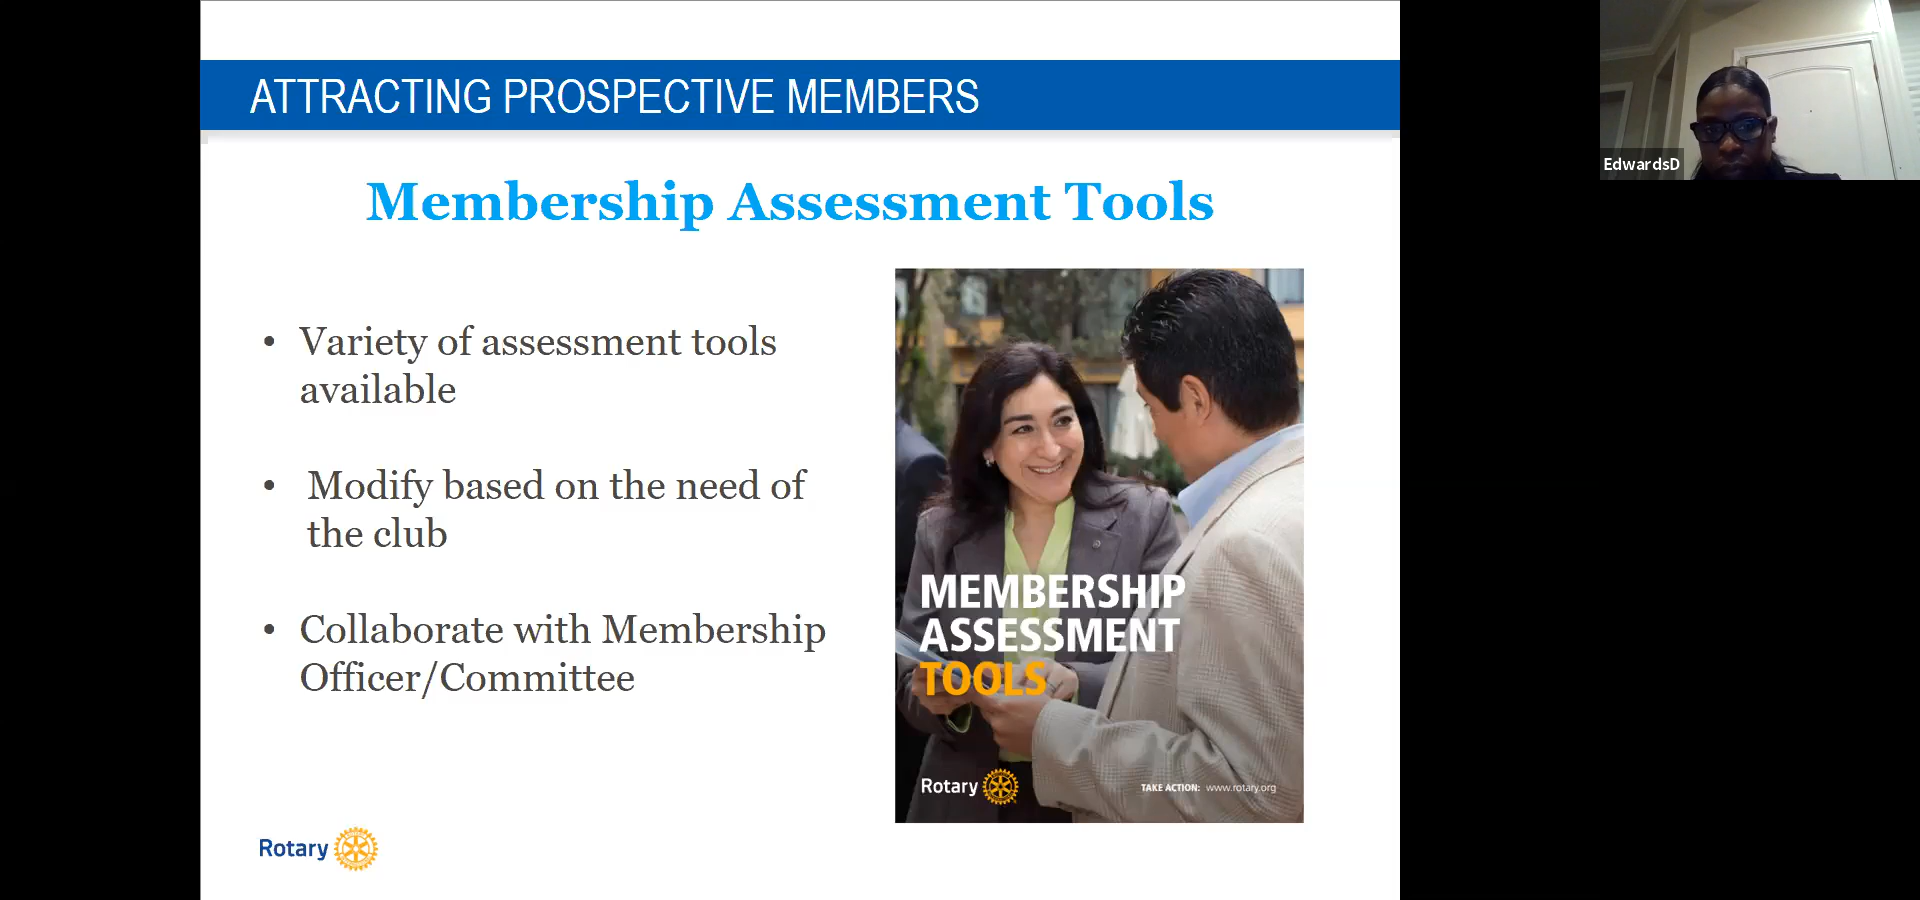 ATTRACTING PROSPECTIVE MEMBERS
EdwardsD
Membership Assessment Tools
• Variety of assessment tools
available
• Modify based on the need of
the club
• Collaborate with Membership
Officer/Committee
MEMBERSHIP
ASSESSMENT
TOOLS
Rotary
TAKE ACTION: www.rotary.org
Rotary